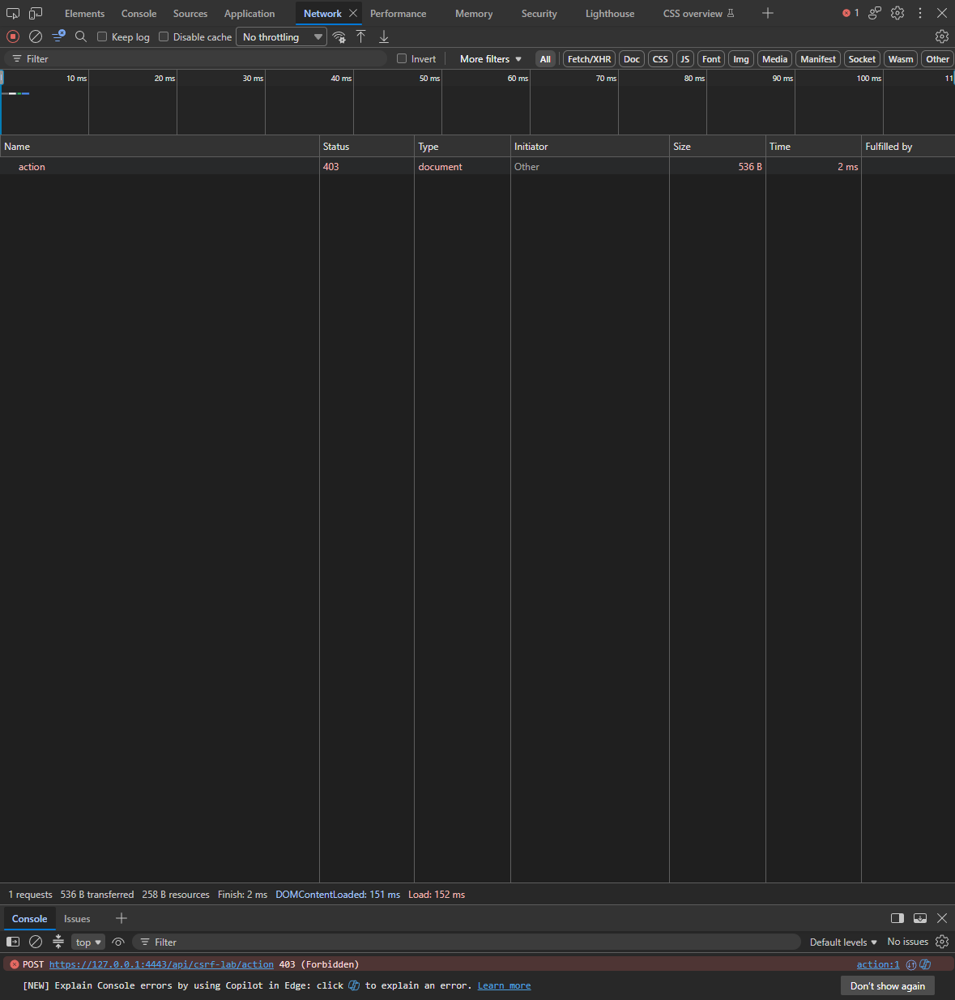 Elements Console Sources Application Network Performance Memory Security Lighthouse CSS overview 1
Keep log Disable cache No throttling
Filter Invert More filters All Fetch/XHR Doc CSS JS Font Img Media Manifest Socket Wasm Other
10 ms 20 ms 30 ms 40 ms 50 ms 60 ms 70 ms 80 ms 90 ms 100 ms 11
Name Status Type Initiator Size Time Fulfilled by
action 403 document Other 536 B 2 ms
1 requests 536 B transferred 258 B resources Finish: 2 ms DOMContentLoaded: 151 ms Load: 152 ms
Console Issues
top Filter Default levels No issues
POST https://127.0.0.1:4443/api/csrf-lab/action 403 (Forbidden) action:1
[NEW] Explain Console errors by using Copilot in Edge: click to explain an error. Learn more Don't show again